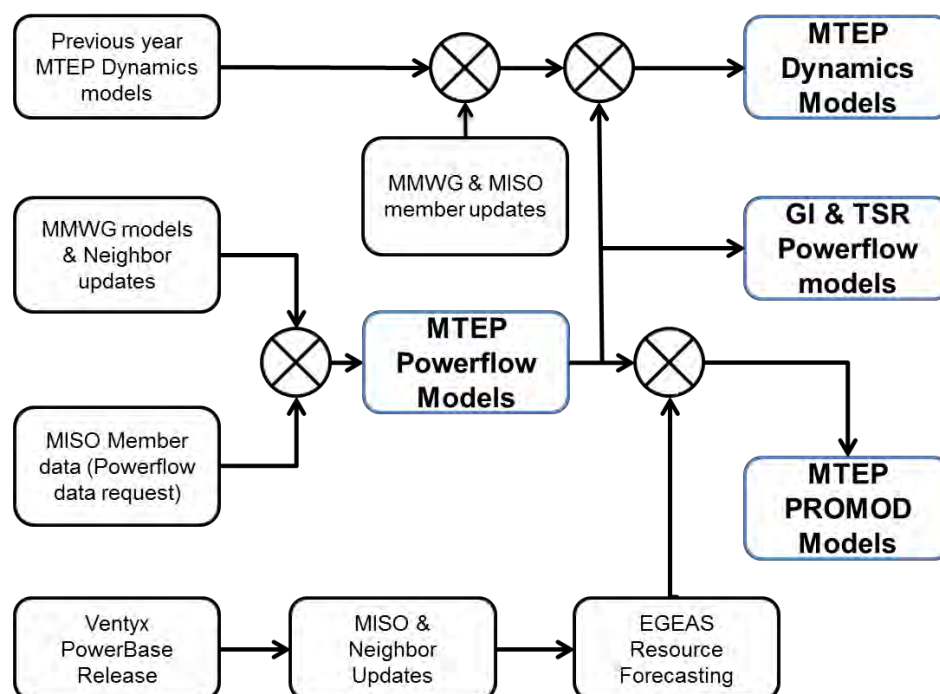 Previous year
MTEP Dynamics
models
MTEP
Dynamics
Models
MMWG & MISO
member updates
MMWG models
& Neighbor
updates
GI & TSR
Powerflow
models
MTEP
Powerflow
Models
MISO Member
data (Powerflow
data request)
MTEP
PROMOD
Models
Ventyx
PowerBase
Release
MISO &
Neighbor
Updates
EGEAS
Resource
Forecasting